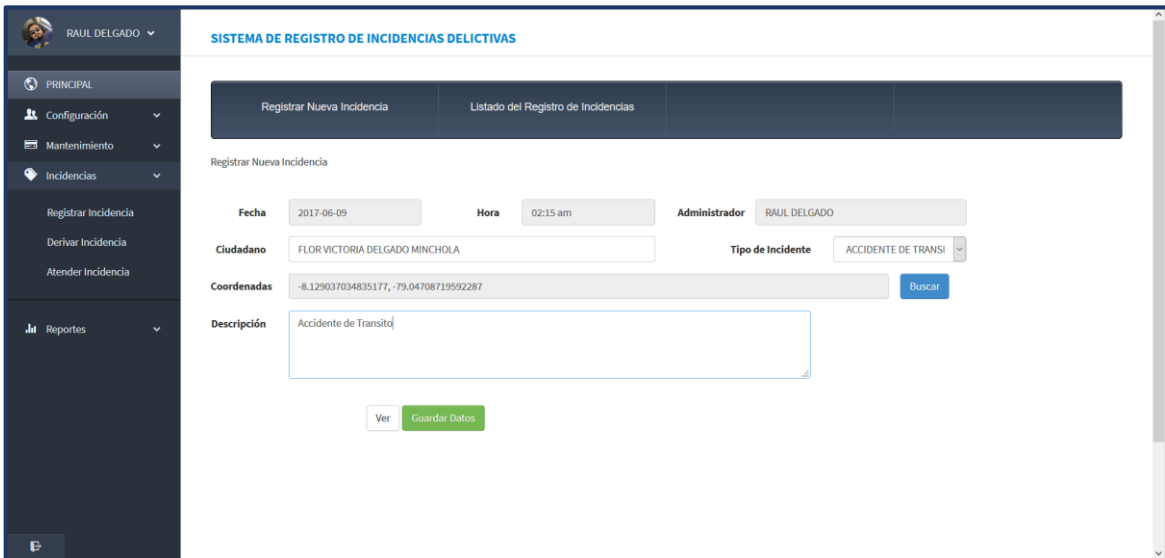 RAUL DELGADO
SISTEMA DE REGISTRO DE INCIDENCIAS DELICTIVAS
PRINCIPAL
Configuración
Mantenimiento
Incidencias
Registrar Incidencia
Derivar Incidencia
Atender Incidencia
Reportes
Registrar Nueva Incidencia Listado del Registro de Incidencias
Registrar Nueva Incidencia
Fecha 2017-06-09 Hora 02:15 am Administrador RAUL DELGADO
Ciudadano FLOR VICTORIA DELGADO MINCHOLA Tipo de Incidente ACCIDENTE DE TRANSI
Coordenadas -8.129037034835177, -79.04708719592287 Buscar
Descripción Accidente de Transito
Ver Guardar Datos